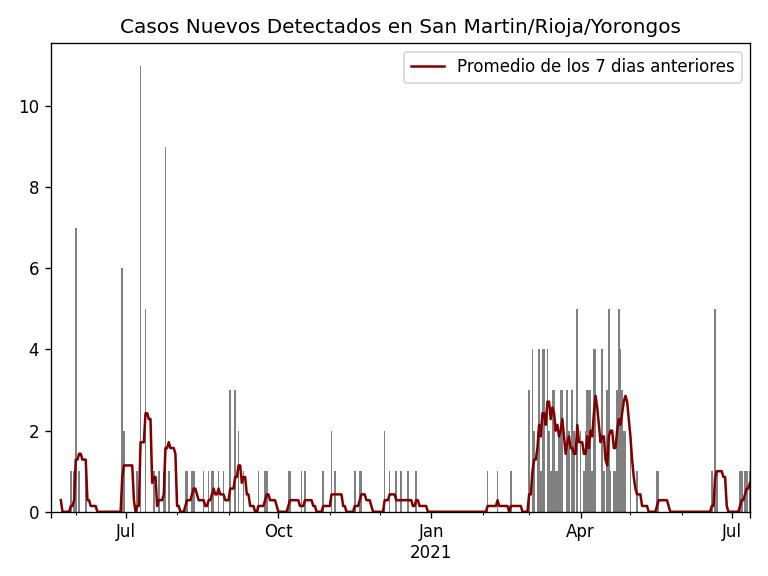 Casos Nuevos Detectados en San Martin/Rioja/Yorongos
Promedio de los 7 dias anteriores
10
8
6
4
2
0
Jul
Oct
Jan
Apr
Jul
2021